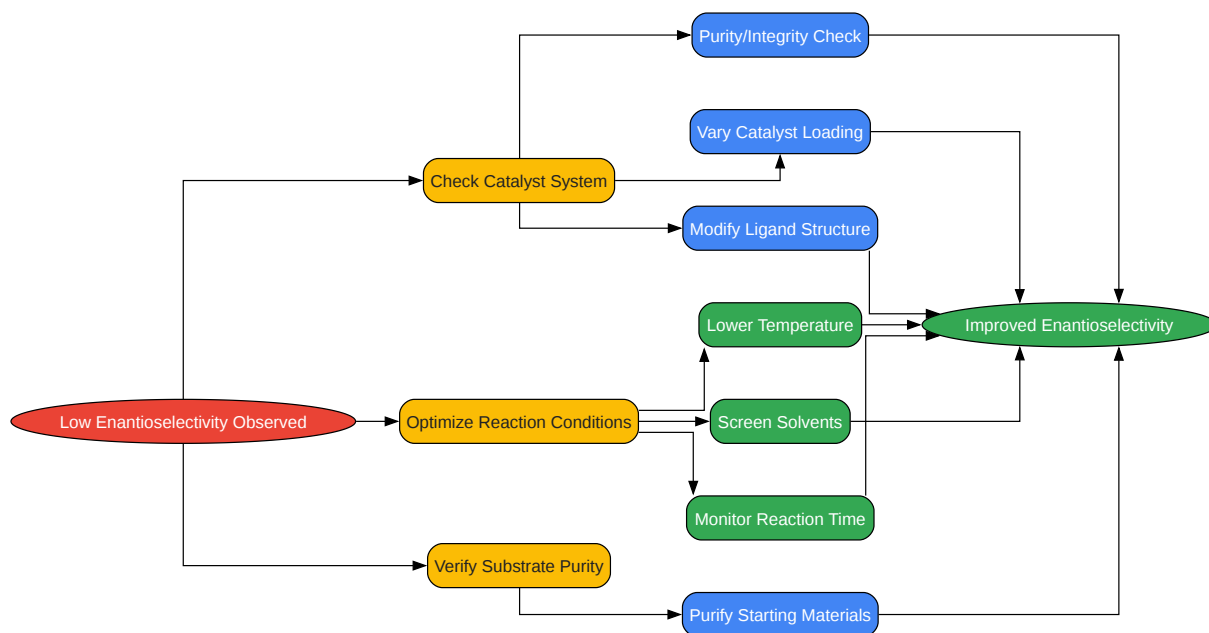 Purity/Integrity Check
Vary Catalyst Loading
Check Catalyst System
Modify Ligand Structure
Lower Temperature
Improved Enantioselectivity
Low Enantioselectivity Observed
Optimize Reaction Conditions
Screen Solvents
Monitor Reaction Time
Verify Substrate Purity
Purify Starting Materials